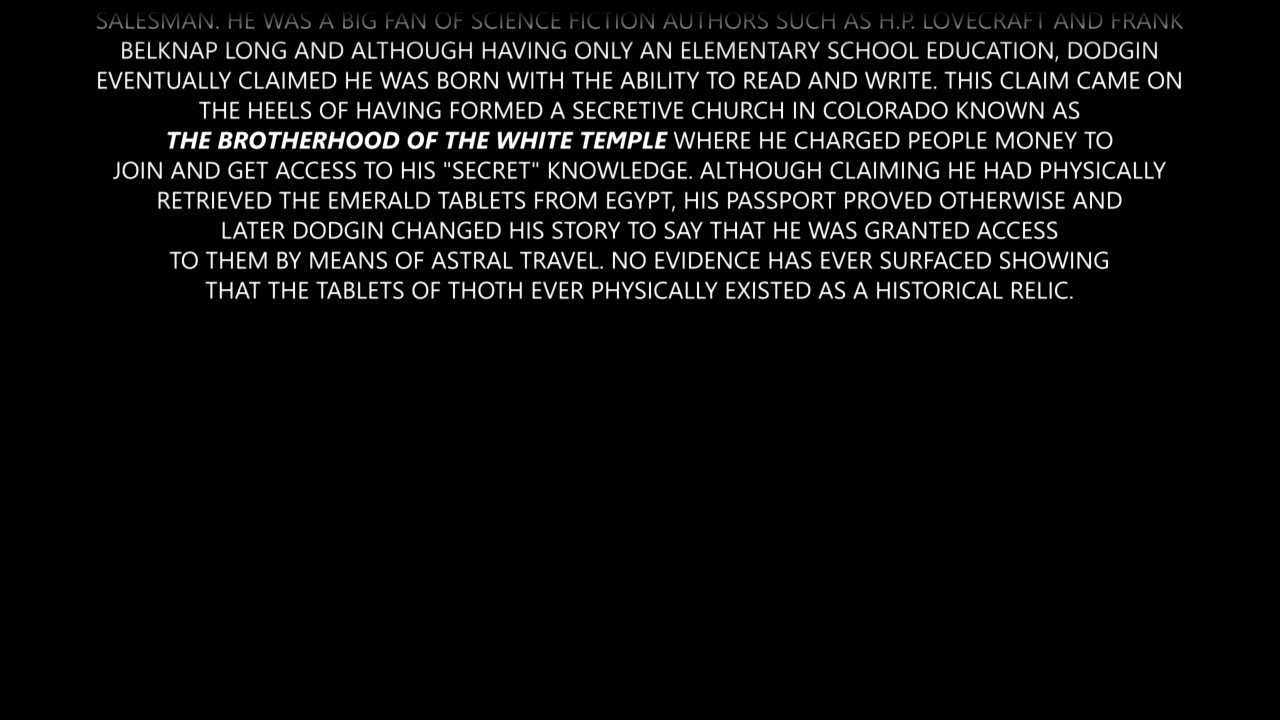 SALESMAN. HE WAS A BIG FAN OF SCIENCE FICTION AUTHORS SUCH AS H.P. LOVECRAFT AND FRANK
BELKNAP LONG AND ALTHOUGH HAVING ONLY AN ELEMENTARY SCHOOL EDUCATION, DODGIN
EVENTUALLY CLAIMED HE WAS BORN WITH THE ABILITY TO READ AND WRITE. THIS CLAIM CAME ON
THE HEELS OF HAVING FORMED A SECRETIVE CHURCH IN COLORADO KNOWN AS
THE BROTHERHOOD OF THE WHITE TEMPLE WHERE HE CHARGED PEOPLE MONEY TO
JOIN AND GET ACCESS TO HIS "SECRET" KNOWLEDGE. ALTHOUGH CLAIMING HE HAD PHYSICALLY
RETRIEVED THE EMERALD TABLETS FROM EGYPT, HIS PASSPORT PROVED OTHERWISE AND
LATER DODGIN CHANGED HIS STORY TO SAY THAT HE WAS GRANTED ACCESS
TO THEM BY MEANS OF ASTRAL TRAVEL. NO EVIDENCE HAS EVER SURFACED SHOWING
THAT THE TABLETS OF THOTH EVER PHYSICALLY EXISTED AS A HISTORICAL RELIC.